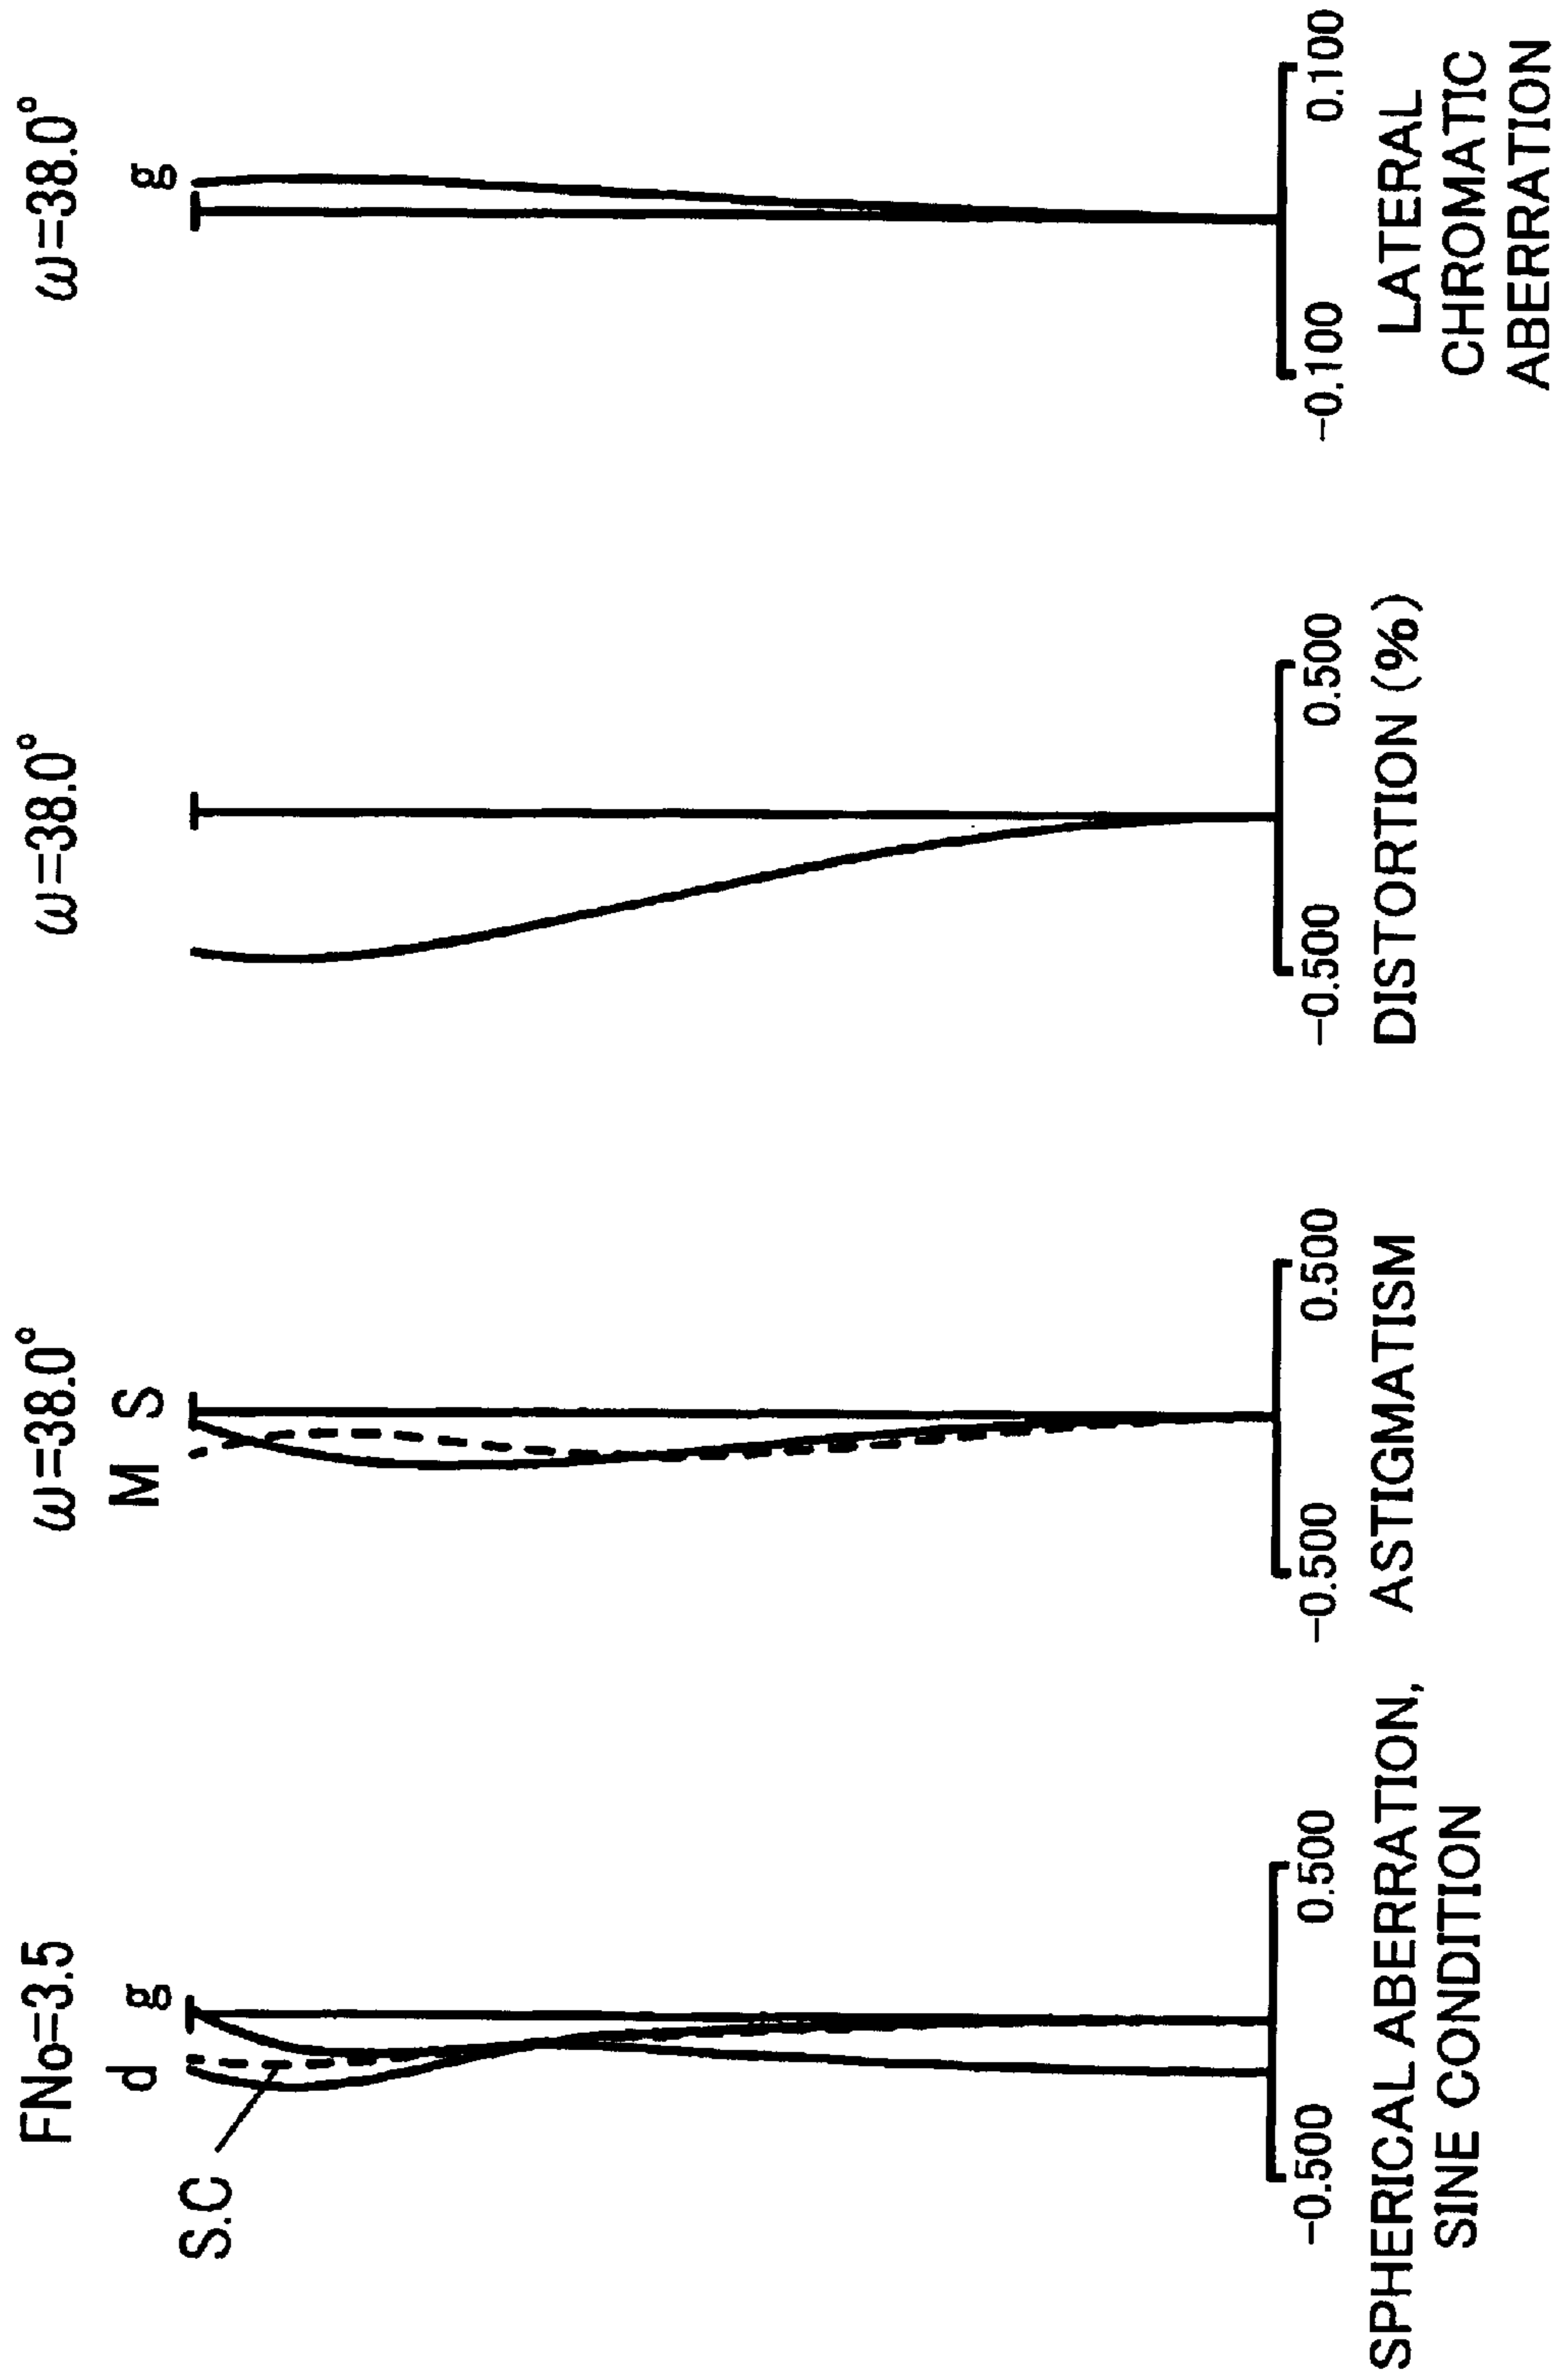 FNo=3.5
d
g
S.C
-0.500
0.500
SPHERICAL ABERRATION,
SINE CONDITION
ω=38.0°
M
S
-0.500
0.500
ASTIGMATISM
ω=38.0°
-0.500
0.500
DISTORTION (%)
ω=38.0°
g
-0.100
0.100
LATERAL
CHROMATIC
ABERRATION